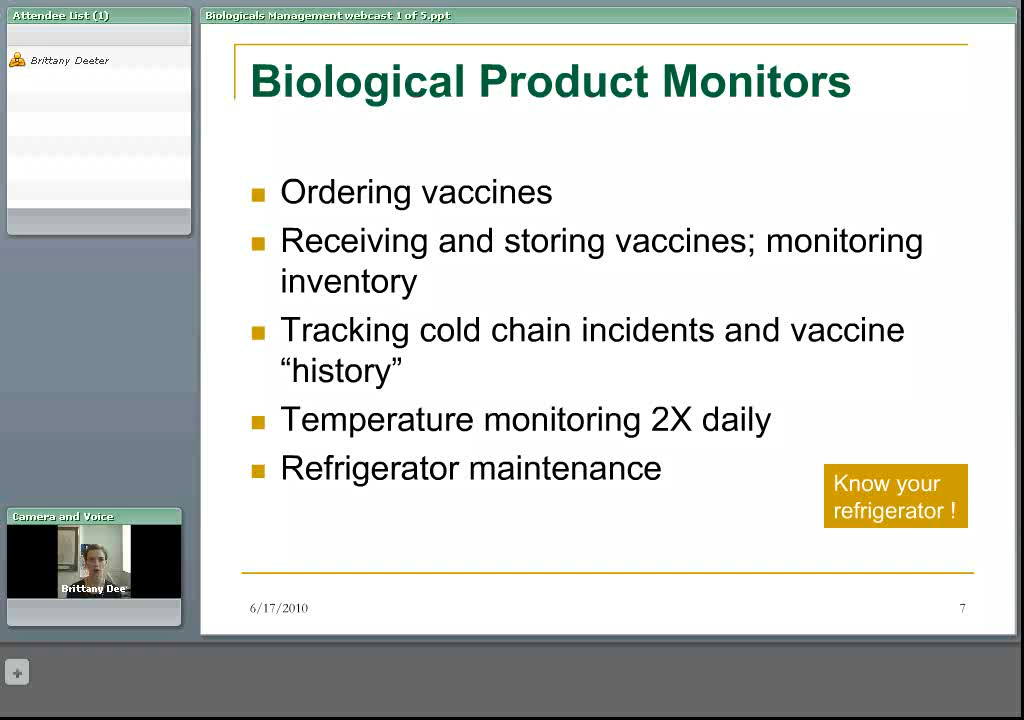 Attendee List (1)
Brittany Deeter
Biologicals Management webcast 1 of 5.ppt
Biological Product Monitors
Ordering vaccines
Receiving and storing vaccines; monitoring
inventory
Tracking cold chain incidents and vaccine
“history”
Temperature monitoring 2X daily
Refrigerator maintenance
Know your
refrigerator !
6/17/2010
7
Camera and Voice
Brittany Dee